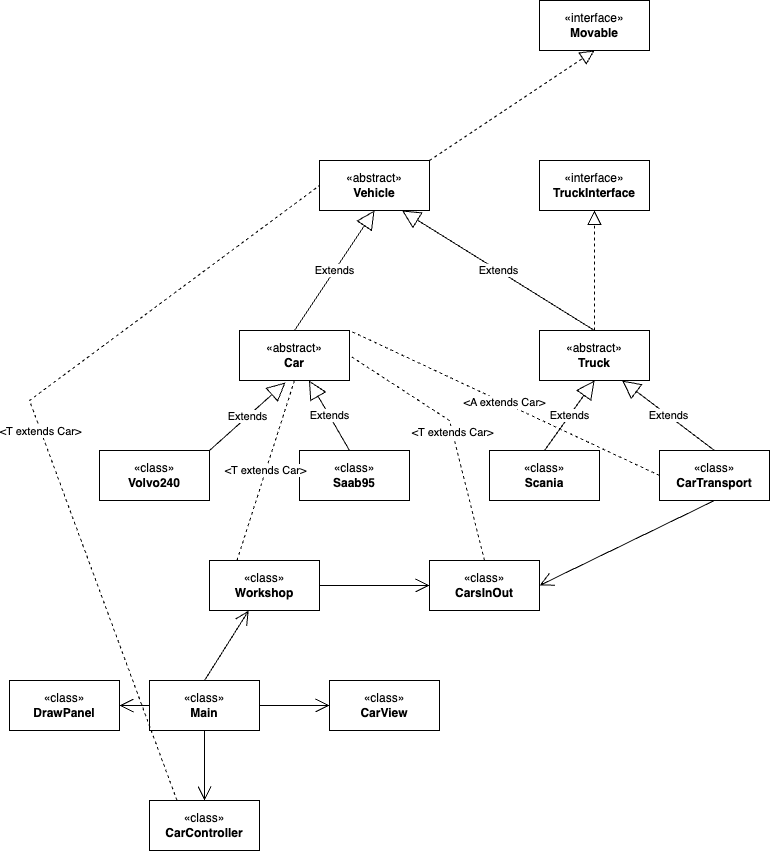 «interface»
Movable
«abstract»
Vehicle
«interface»
TruckInterface
Extends
Extends
«abstract»
Car
«abstract»
Truck
<A extends Car>
Extends
Extends
Extends
Extends
<T extends Car>
<T extends Car>
«class»
Volvo240
<T extends Car>
«class»
Saab95
«class»
Scania
«class»
CarTransport
«class»
Workshop
«class»
CarsInOut
«class»
DrawPanel
«class»
Main
«class»
CarView
«class»
CarController